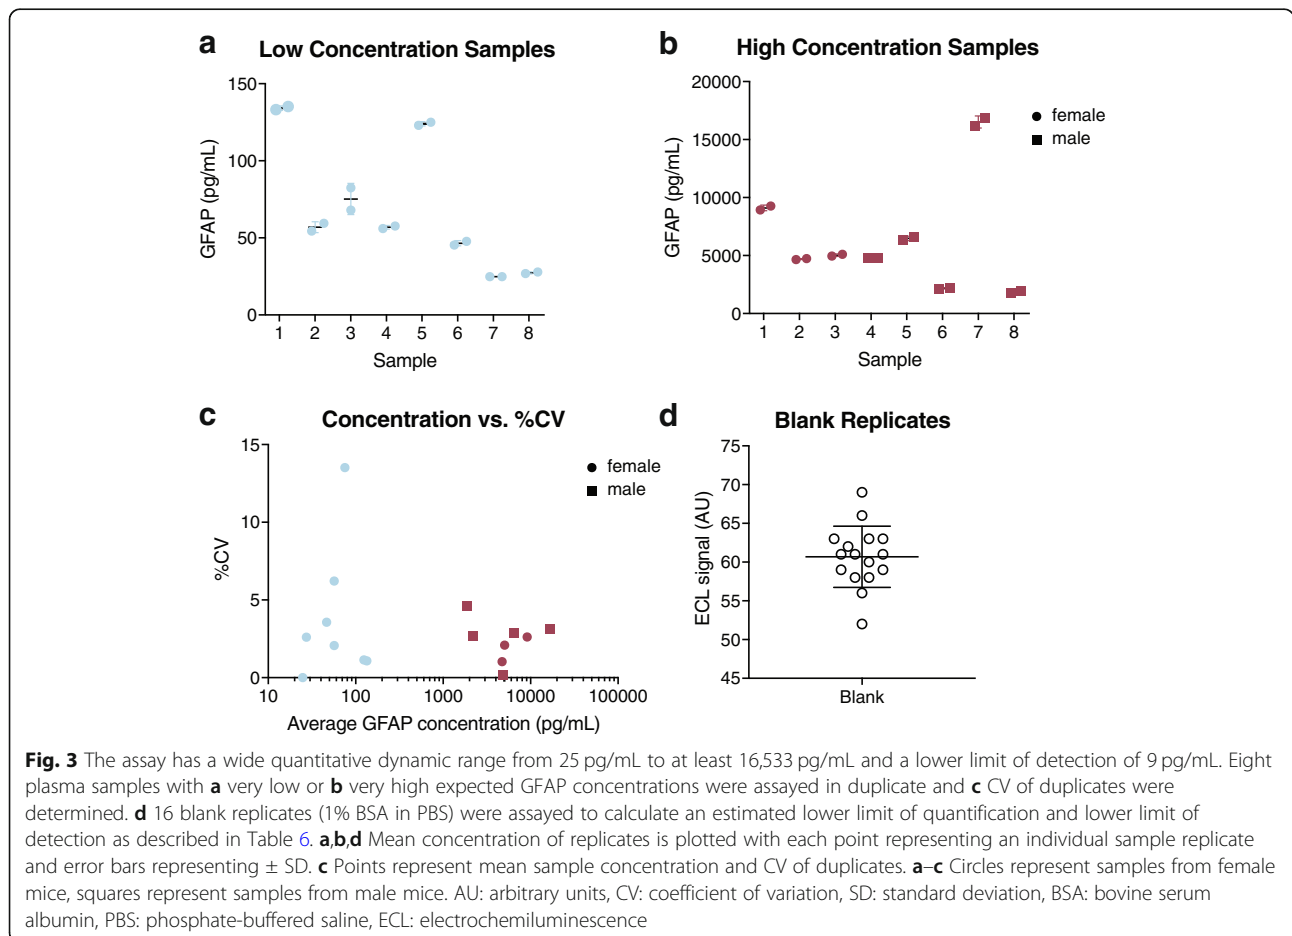 a
Low Concentration Samples
150
100
50
0
GFAP (pg/mL)
1 2 3 4 5 6 7 8
Sample
b
High Concentration Samples
20000
15000
10000
5000
0
GFAP (pg/mL)
female
male
1 2 3 4 5 6 7 8
Sample
c
Concentration vs. %CV
15
10
5
0
%CV
female
male
10 100 1000 10000 100000
Average GFAP concentration (pg/mL)
d
Blank Replicates
75
70
65
60
55
50
45
ECL signal (AU)
Blank
Fig. 3 The assay has a wide quantitative dynamic range from 25 pg/mL to at least 16,533 pg/mL and a lower limit of detection of 9 pg/mL. Eight
plasma samples with a very low or b very high expected GFAP concentrations were assayed in duplicate and c CV of duplicates were
determined. d 16 blank replicates (1% BSA in PBS) were assayed to calculate an estimated lower limit of quantification and lower limit of
detection as described in Table 6. a,b,d Mean concentration of replicates is plotted with each point representing an individual sample replicate
and error bars representing ± SD. c Points represent mean sample concentration and CV of duplicates. a–c Circles represent samples from female
mice, squares represent samples from male mice. AU: arbitrary units, CV: coefficient of variation, SD: standard deviation, BSA: bovine serum
albumin, PBS: phosphate-buffered saline, ECL: electrochemiluminescence